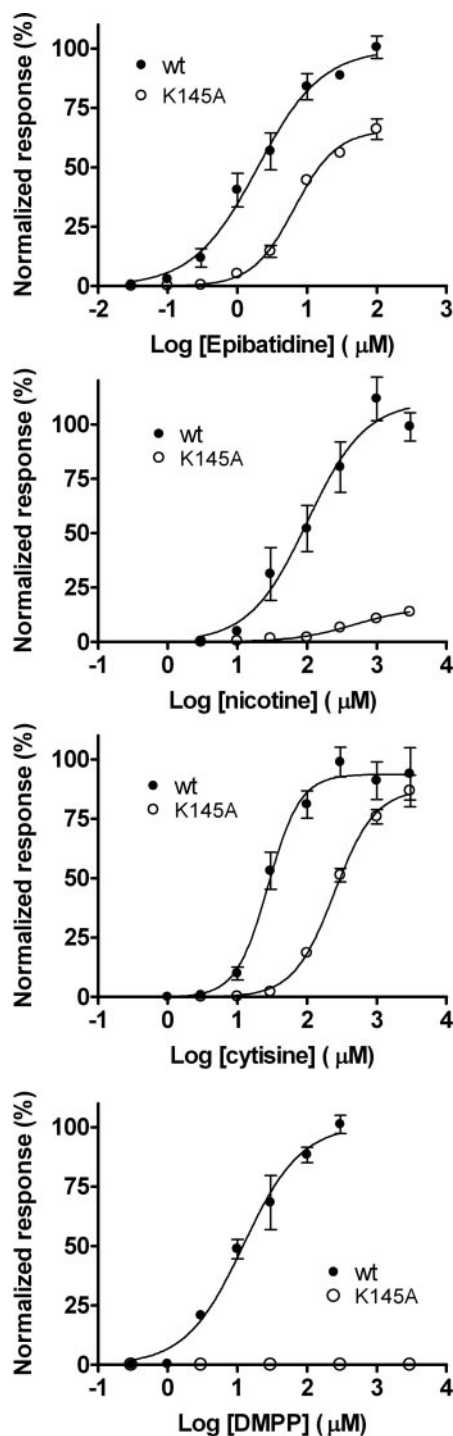 Normalized response (%)
100
75
50
25
0
wt
K145A
-2 -1 0 1 2 3
Log [Epibatidine] ( µM)
Normalized response (%)
100
75
50
25
0
wt
K145A
-1 0 1 2 3 4
Log [nicotine] ( µM)
Normalized response (%)
100
75
50
25
0
wt
K145A
-1 0 1 2 3 4
Log [cytisine] ( µM)
Normalized response (%)
100
75
50
25
0
wt
K145A
-1 0 1 2 3 4
Log [DMPP] ( µM)